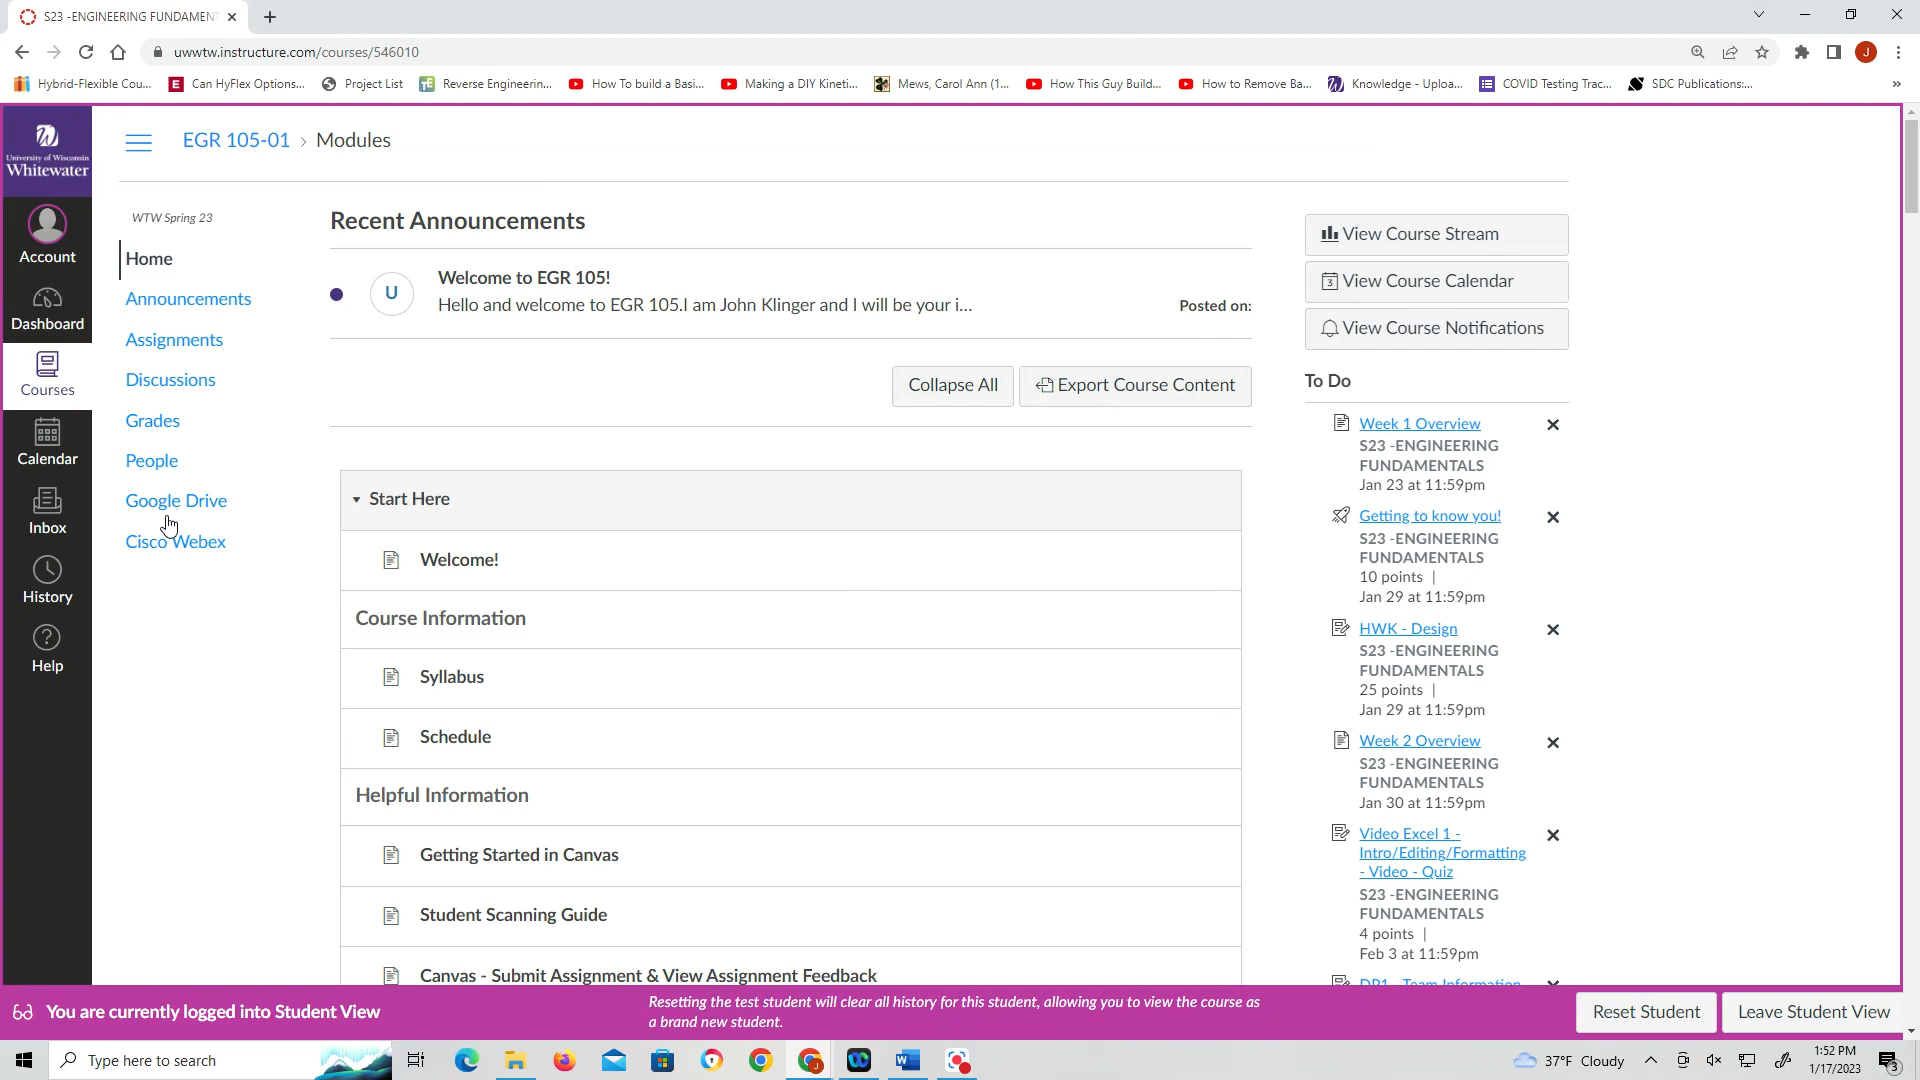 S23 -ENGINEERING FUNDAMENT
uwwtw.instructure.com/courses/546010
J
Hybrid-Flexible Cou...
Can HyFlex Options...
Project List
Reverse Engineerin...
How To build a Basi...
Making a DIY Kineti...
Mews, Carol Ann (1...
How This Guy Build...
How to Remove Ba...
Knowledge - Uploa...
COVID Testing Trac...
SDC Publications:...
University of Wisconsin
Whitewater
EGR 105-01 › Modules
Account
Dashboard
Courses
Calendar
Inbox
History
Help
WTW Spring 23
Home
Announcements
Assignments
Discussions
Grades
People
Google Drive
Cisco Webex
Recent Announcements
U
Welcome to EGR 105!
Hello and welcome to EGR 105.I am John Klinger and I will be your i...
Posted on:
Collapse All
Export Course Content
Start Here
Welcome!
Course Information
Syllabus
Schedule
Helpful Information
Getting Started in Canvas
Student Scanning Guide
Canvas - Submit Assignment & View Assignment Feedback
View Course Stream
View Course Calendar
View Course Notifications
To Do
Week 1 Overview
S23 -ENGINEERING
FUNDAMENTALS
Jan 23 at 11:59pm
Getting to know you!
S23 -ENGINEERING
FUNDAMENTALS
10 points |
Jan 29 at 11:59pm
HWK - Design
S23 -ENGINEERING
FUNDAMENTALS
25 points |
Jan 29 at 11:59pm
Week 2 Overview
S23 -ENGINEERING
FUNDAMENTALS
Jan 30 at 11:59pm
Video Excel 1 -
Intro/Editing/Formatting
- Video - Quiz
S23 -ENGINEERING
FUNDAMENTALS
4 points |
Feb 3 at 11:59pm
DP1 - Team Information
You are currently logged into Student View
Resetting the test student will clear all history for this student, allowing you to view the course as
a brand new student.
Reset Student
Leave Student View
Type here to search
37°F Cloudy
1:52 PM
1/17/2023
3